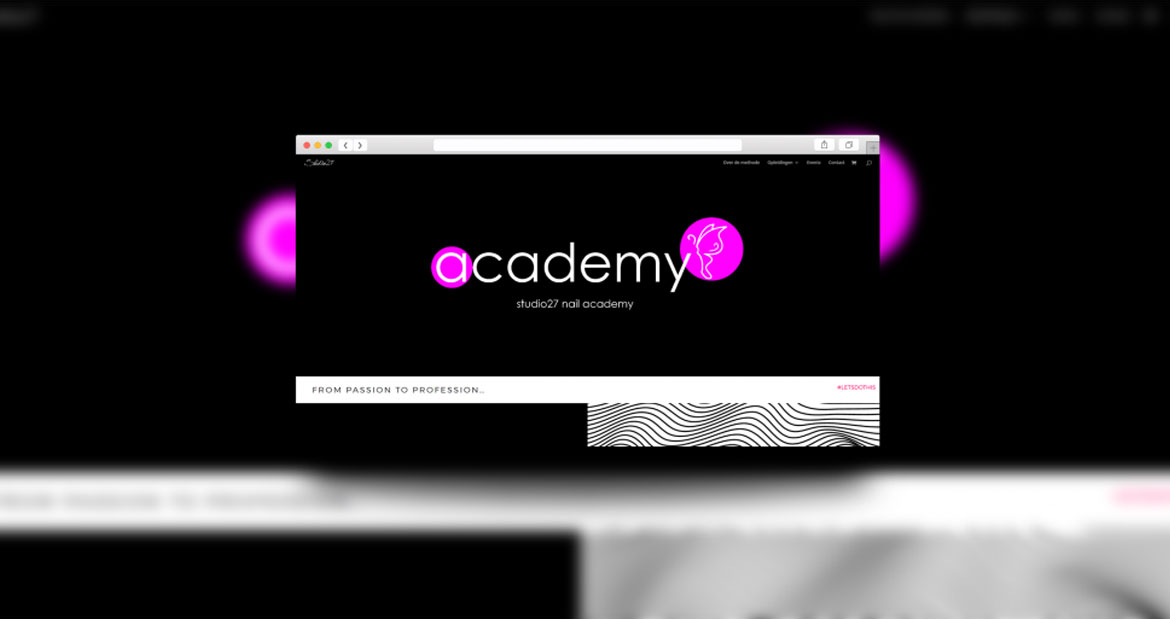 Studio27
Over de methode Opleidingen Events Contact
academy
studio27 nail academy
FROM PASSION TO PROFESSION...
#LETSDOTHIS